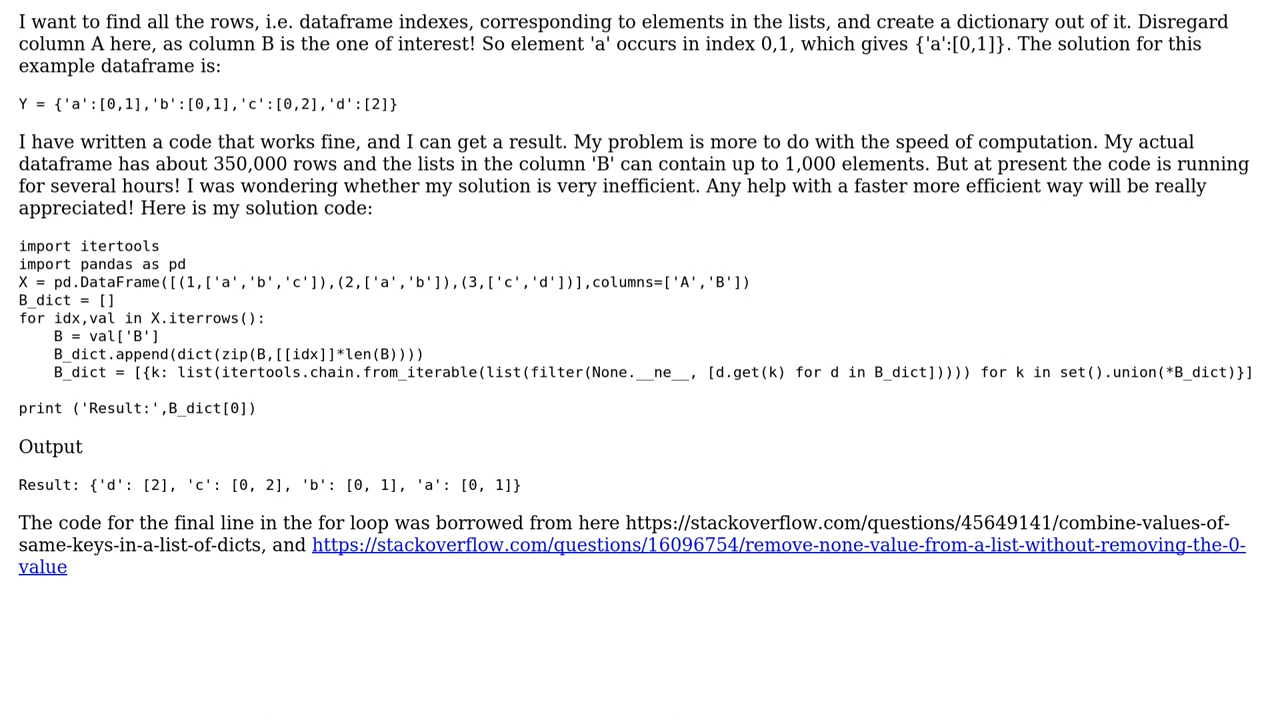 I want to find all the rows, i.e. dataframe indexes, corresponding to elements in the lists, and create a dictionary out of it. Disregard
column A here, as column B is the one of interest! So element 'a' occurs in index 0,1, which gives {'a':[0,1]}. The solution for this
example dataframe is:
Y = {'a':[0,1],'b':[0,1],'c':[0,2],'d':[2]}
I have written a code that works fine, and I can get a result. My problem is more to do with the speed of computation. My actual
dataframe has about 350,000 rows and the lists in the column 'B' can contain up to 1,000 elements. But at present the code is running
for several hours! I was wondering whether my solution is very inefficient. Any help with a faster more efficient way will be really
appreciated! Here is my solution code:
import itertools
import pandas as pd
X = pd.DataFrame([(1,['a','b','c']),(2,['a','b']),(3,['c','d'])],columns=['A','B'])
B_dict = []
for idx,val in X.iterrows():
    B = val['B']
    B_dict.append(dict(zip(B,[[idx]]*len(B))))
    B_dict = [{k: list(itertools.chain.from_iterable(list(filter(None.__ne__, [d.get(k) for d in B_dict])))) for k in set().union(*B_dict)}]
print ('Result:',B_dict[0])
Output
Result: {'d': [2], 'c': [0, 2], 'b': [0, 1], 'a': [0, 1]}
The code for the final line in the for loop was borrowed from here https://stackoverflow.com/questions/45649141/combine-values-of-
same-keys-in-a-list-of-dicts, and https://stackoverflow.com/questions/16096754/remove-none-value-from-a-list-without-removing-the-0-
value